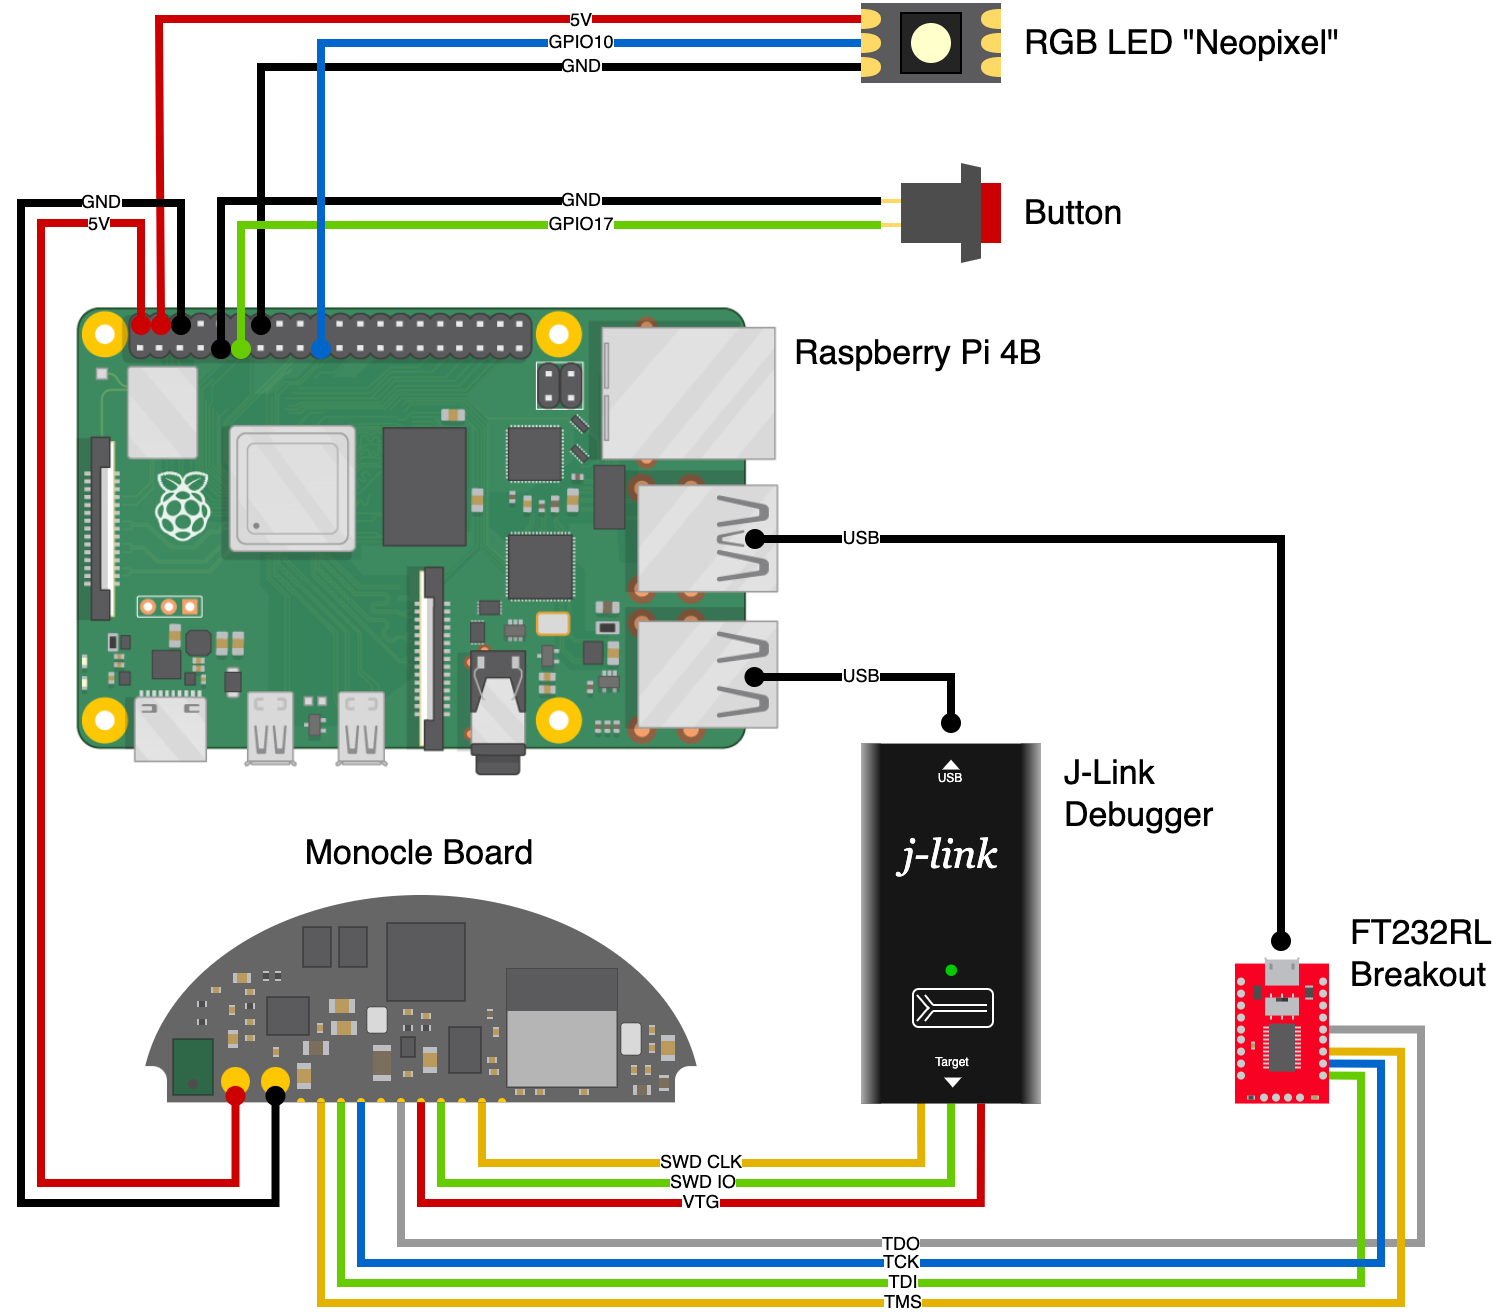 5V
GPIO10
GND
RGB LED "Neopixel"
GND
5V
GND
GPIO17
Button
Raspberry Pi 4B
USB
USB
USB
J-Link
Debugger
j-link
Monocle Board
FT232RL
Breakout
Target
SWD CLK
SWD IO
VTG
TDO
TCK
TDI
TMS